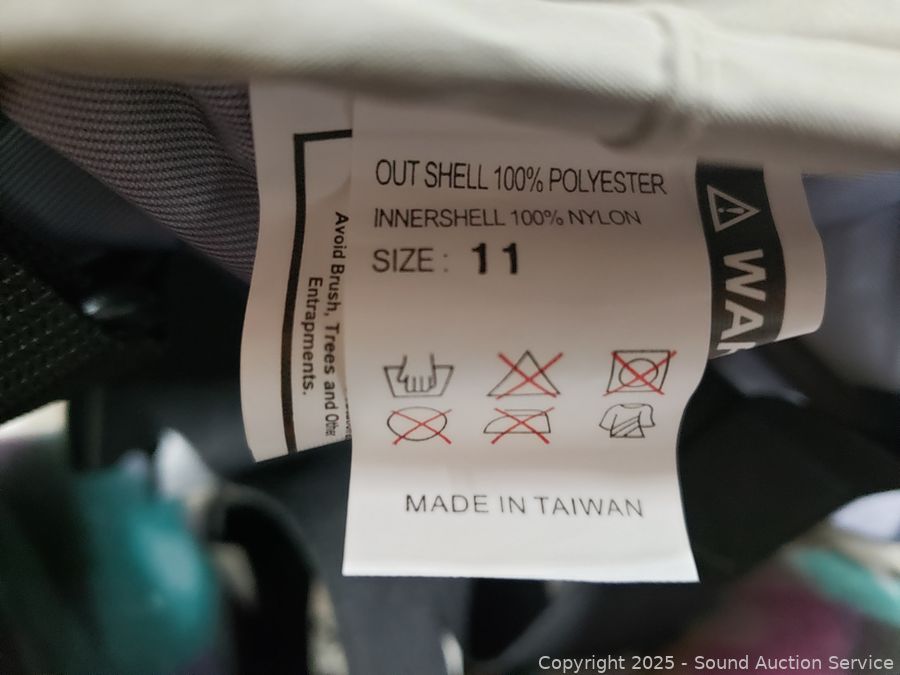 OUT SHELL 100% POLYESTER
INNERSHELL 100% NYLON
SIZE : 11
MADE IN TAIWAN
Avoid Brush, Trees and Other
Entrapments.
Copyright 2025 - Sound Auction Service